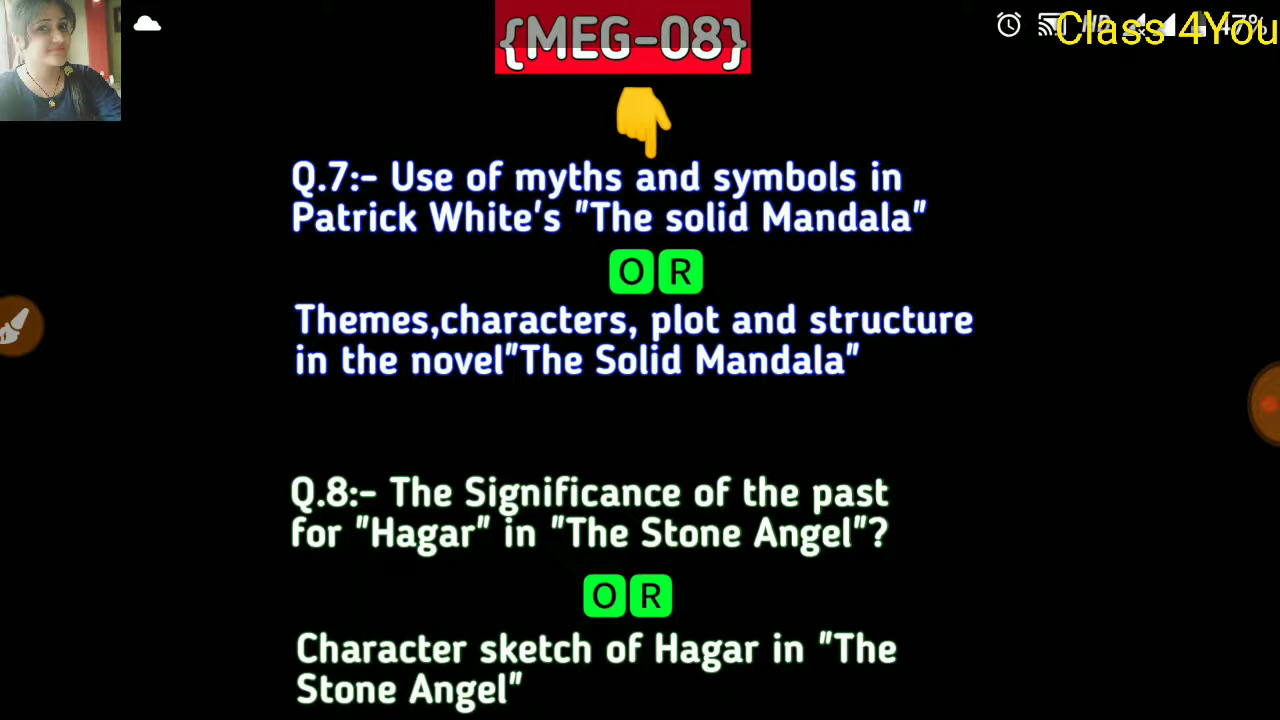 {MEG-08}
Class 4You
47%
Q.7:- Use of myths and symbols in
Patrick White's "The solid Mandala"
OR
Themes,characters, plot and structure
in the novel"The Solid Mandala"
Q.8:- The Significance of the past
for "Hagar" in "The Stone Angel"?
OR
Character sketch of Hagar in "The
Stone Angel"